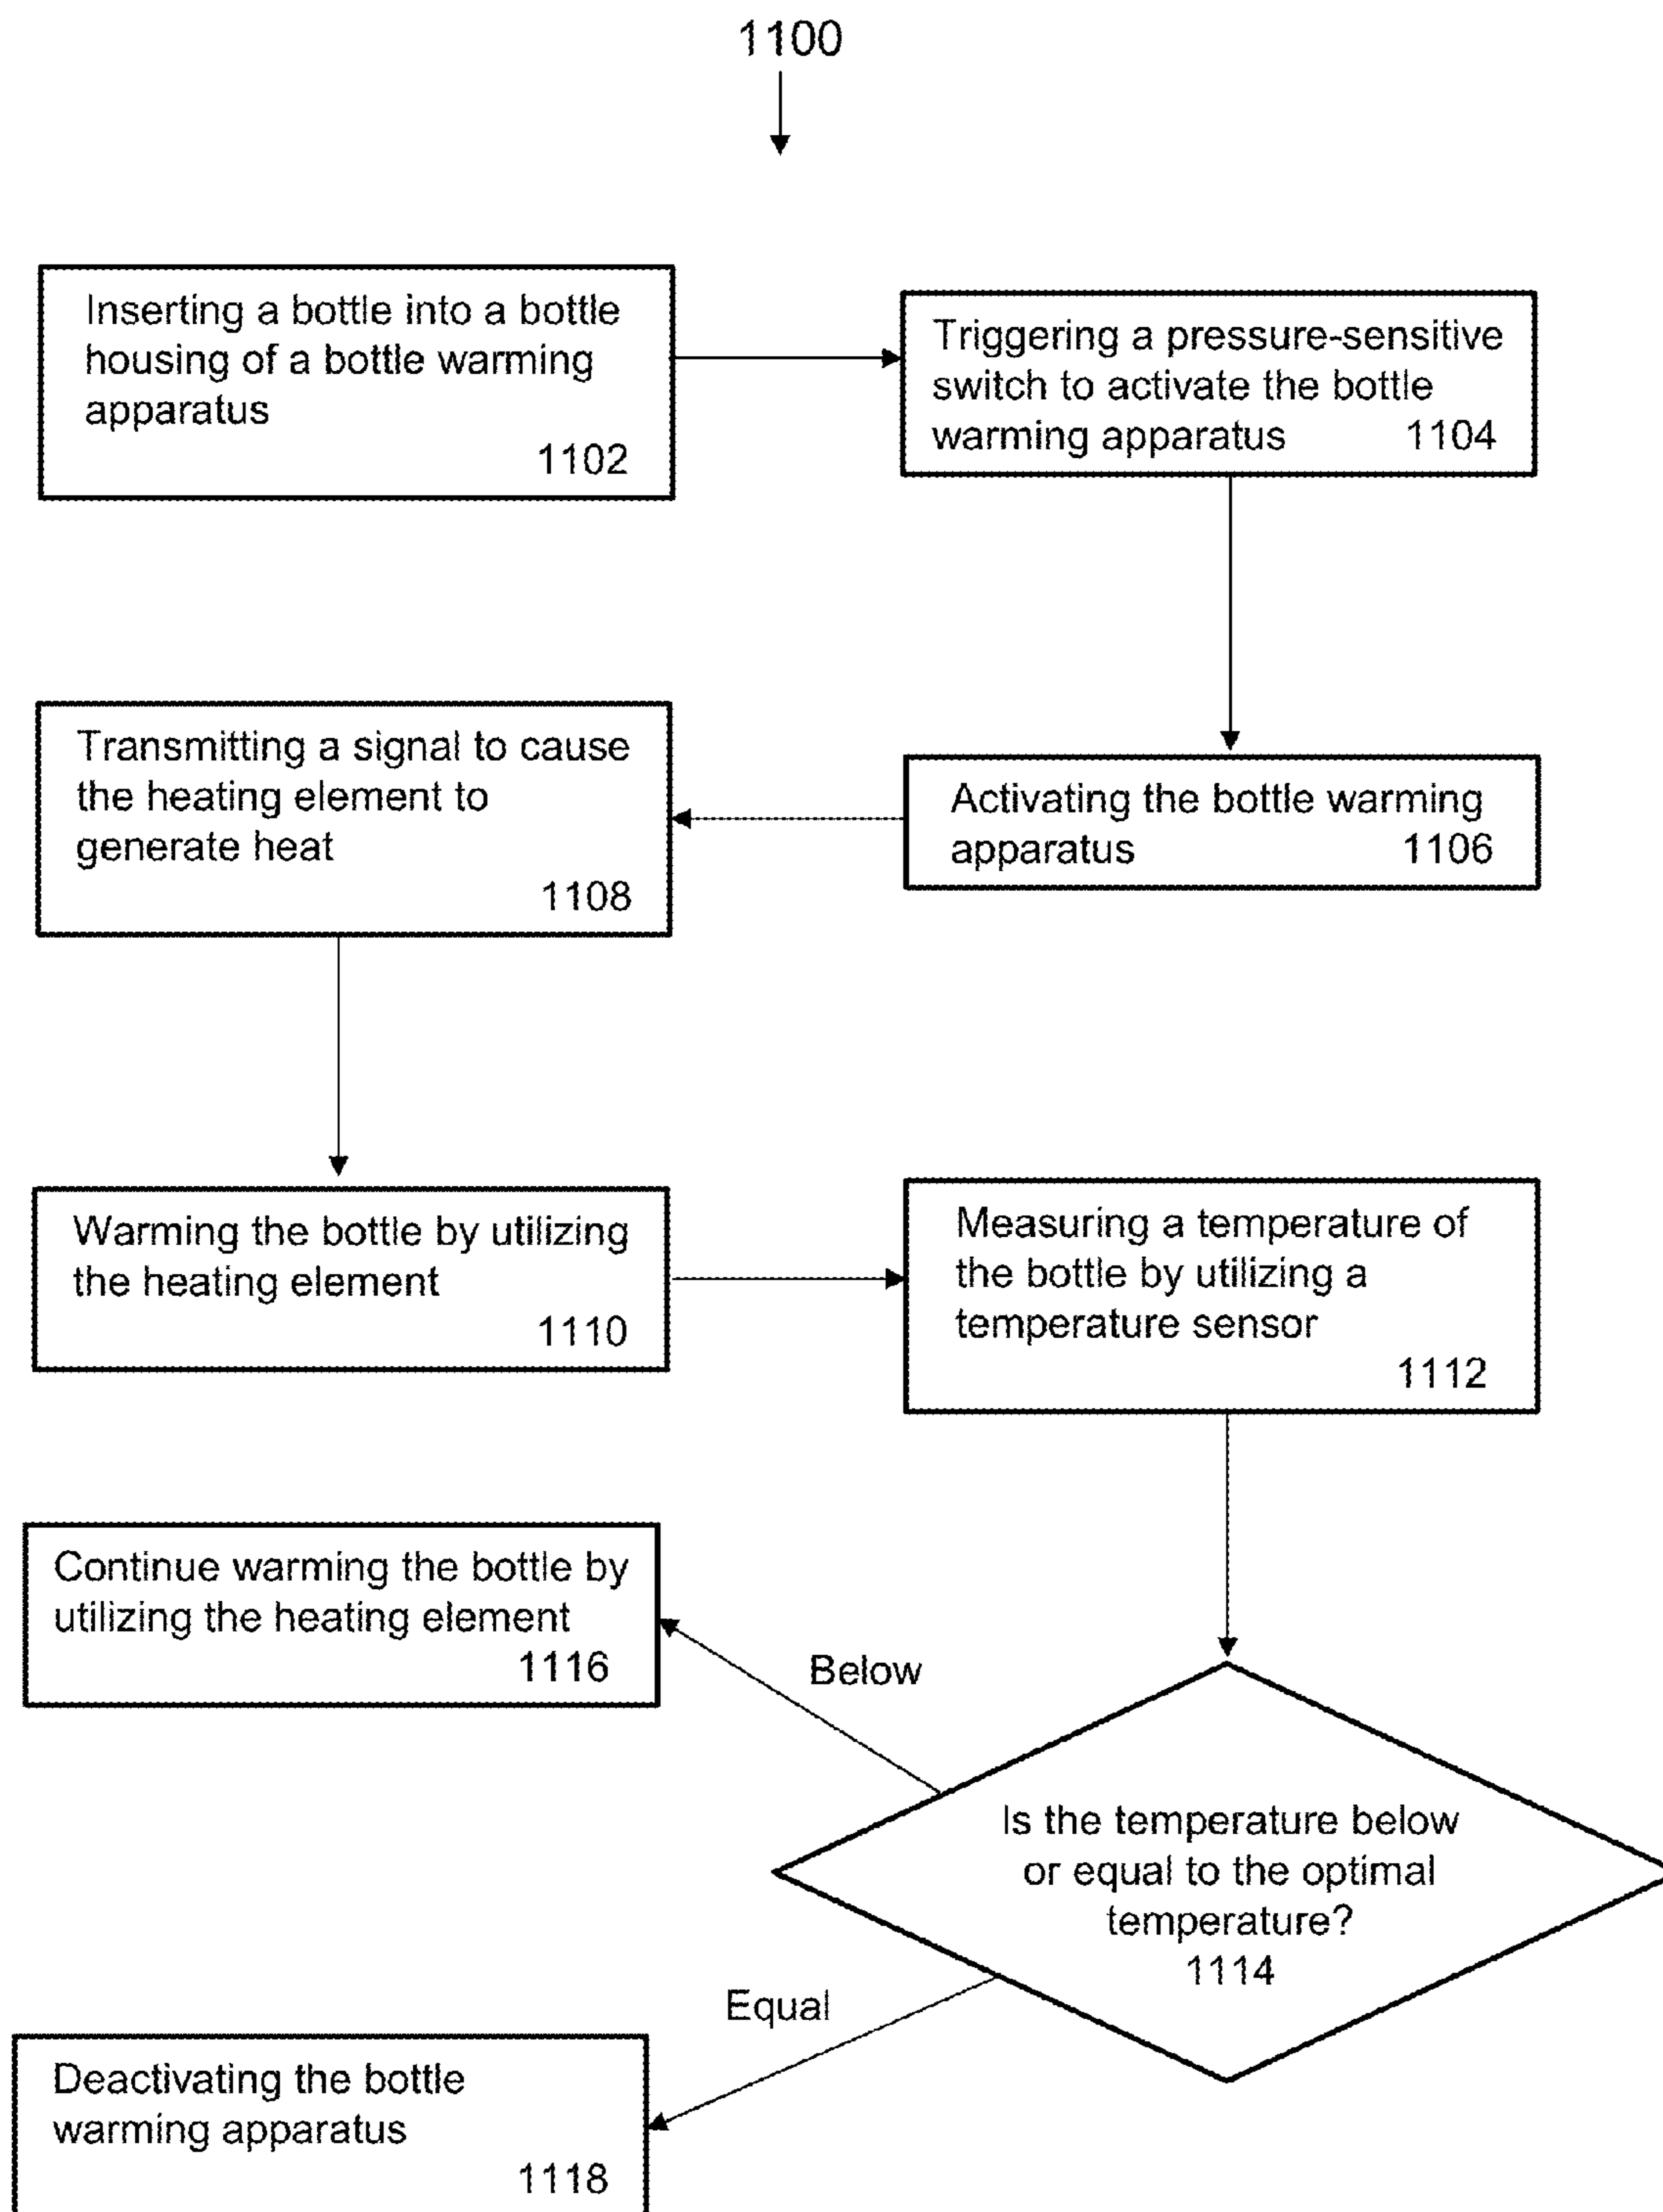 1100
Inserting a bottle into a bottle
housing of a bottle warming
apparatus
1102
Triggering a pressure-sensitive
switch to activate the bottle
warming apparatus 1104
Activating the bottle warming
apparatus 1106
Transmitting a signal to cause
the heating element to
generate heat
1108
Warming the bottle by utilizing
the heating element
1110
Measuring a temperature of
the bottle by utilizing a
temperature sensor
1112
Is the temperature below
or equal to the optimal
temperature?
1114
Below
Continue warming the bottle by
utilizing the heating element
1116
Equal
Deactivating the bottle
warming apparatus
1118